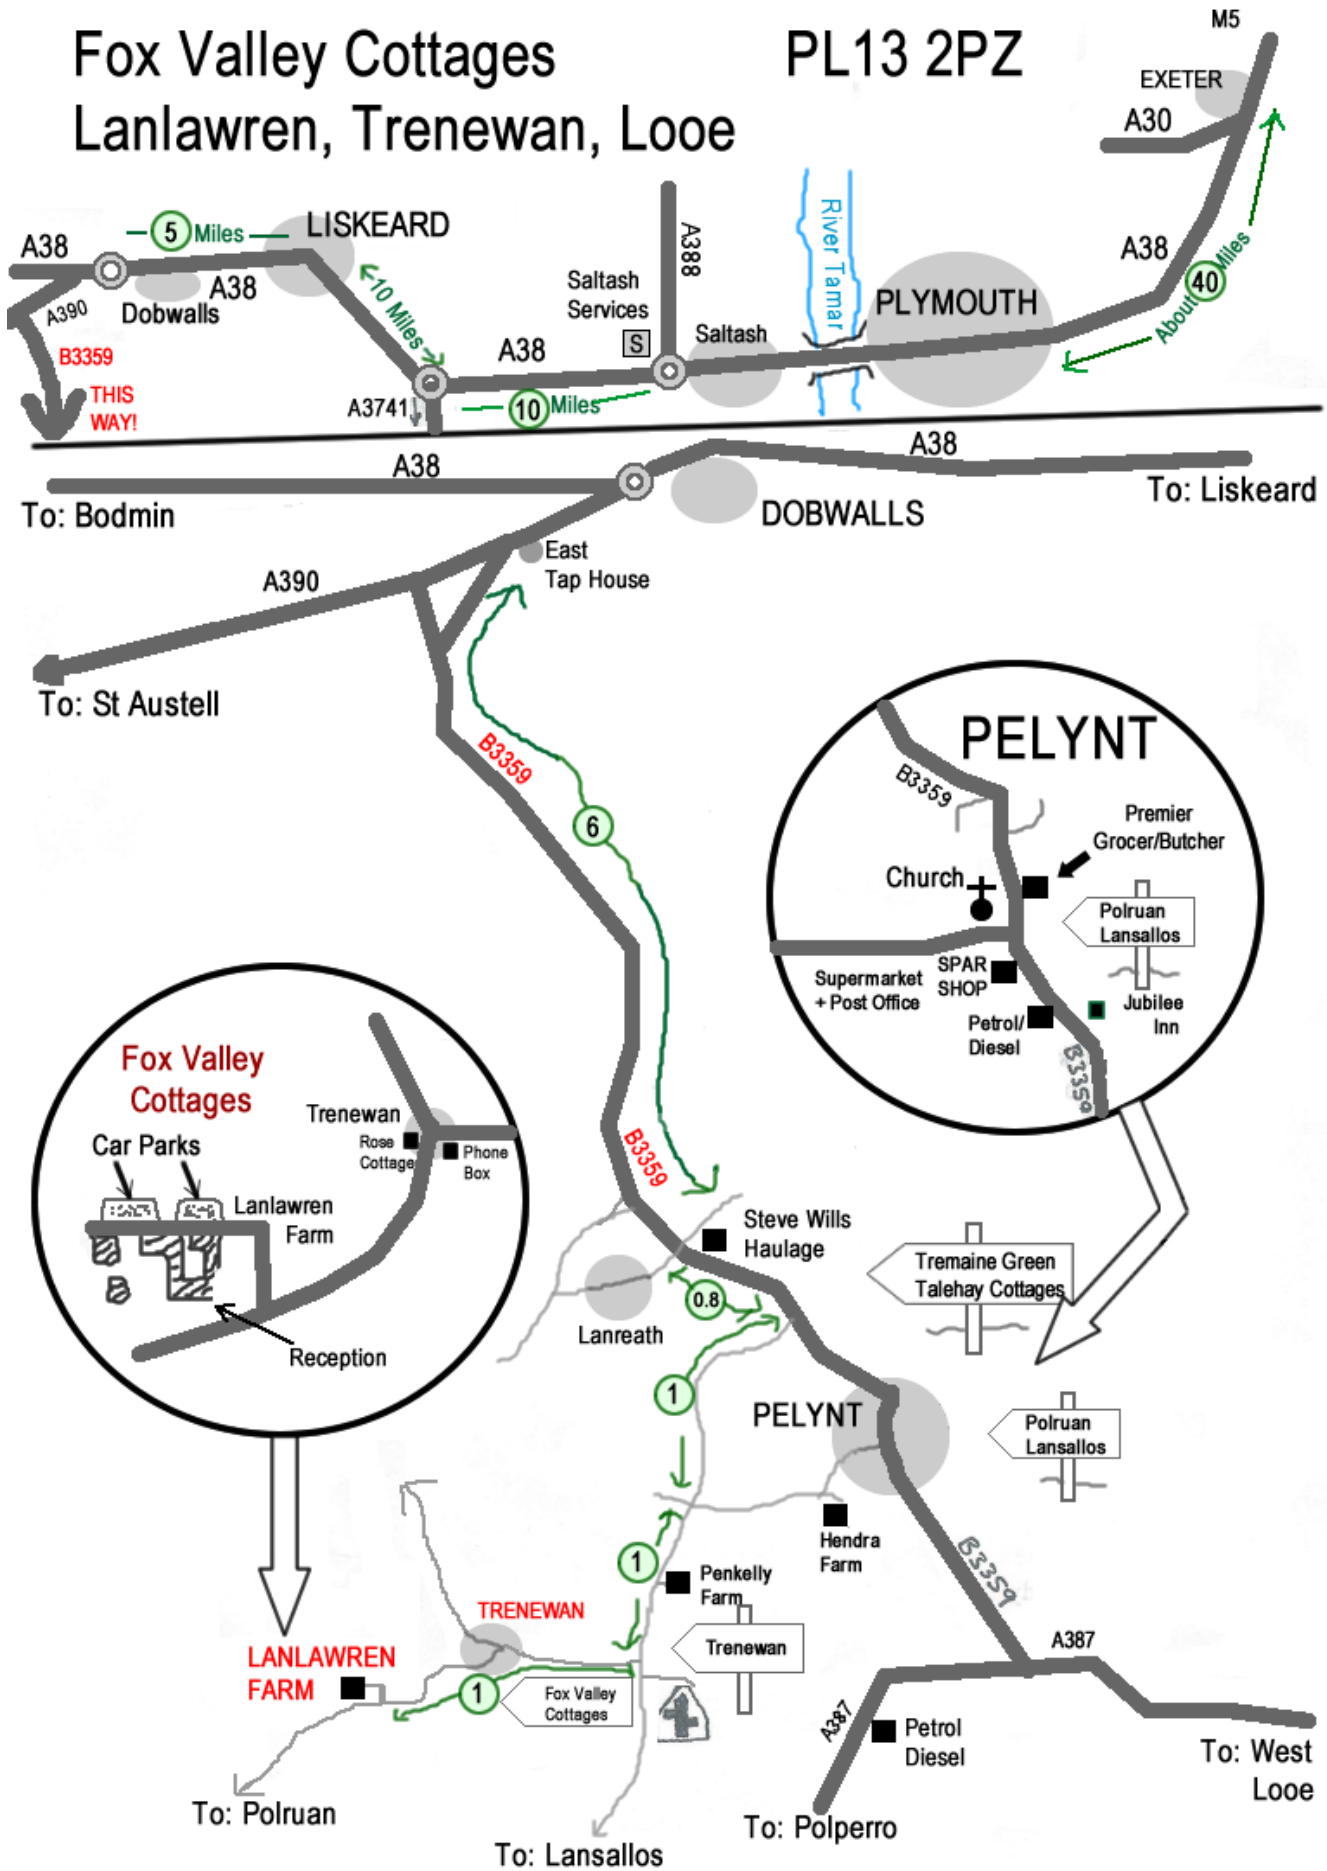 Fox Valley Cottages
PL13 2PZ
Lanlawren, Trenewan, Looe
M5
EXETER
A30
A38
About 40 Miles
PLYMOUTH
River Tamar
A388
Saltash
Services
S
Saltash
A38
10 Miles
A3741
10 Miles
LISKEARD
5 Miles
A38
A38
Dobwalls
A390
B3359
THIS
WAY!
A38
A38
To: Bodmin
To: Liskeard
DOBWALLS
East
Tap House
A390
To: St Austell
B3359
6
B3359
PELYNT
B3359
Premier
Grocer/Butcher
Church
Polruan
Lansallos
SPAR
SHOP
Supermarket
+ Post Office
Petrol/
Diesel
Jubilee
Inn
B3359
Fox Valley
Cottages
Car Parks
Trenewan
Rose
Cottage
Phone
Box
Lanlawren
Farm
Reception
Steve Wills
Haulage
Tremaine Green
Talehay Cottages
0.8
Lanreath
1
PELYNT
Polruan
Lansallos
Hendra
Farm
B3359
1
Penkelly
Farm
TRENEWAN
Trenewan
LANLAWREN
FARM
1
Fox Valley
Cottages
A387
A387
Petrol
Diesel
To: West
Looe
To: Polruan
To: Lansallos
To: Polperro